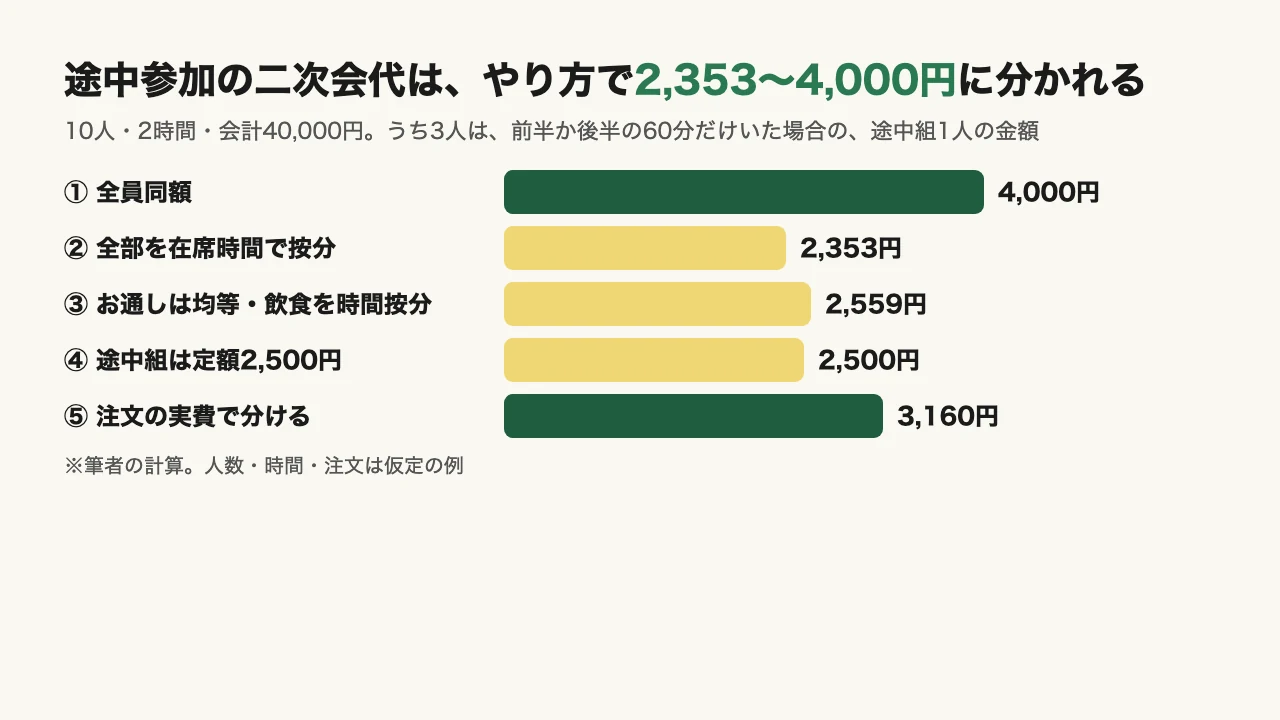 途中参加の二次会代は、やり方で2,353〜4,000円に分かれる
10人・2時間・会計40,000円。うち3人は、前半か後半の60分だけいた場合の、途中組1人の金額
① 全員同額 4,000円
② 全部を在席時間で按分 2,353円
③ お通しは均等・飲食を時間按分 2,559円
④ 途中組は定額2,500円 2,500円
⑤ 注文の実費で分ける 3,160円
※筆者の計算。人数・時間・注文は仮定の例